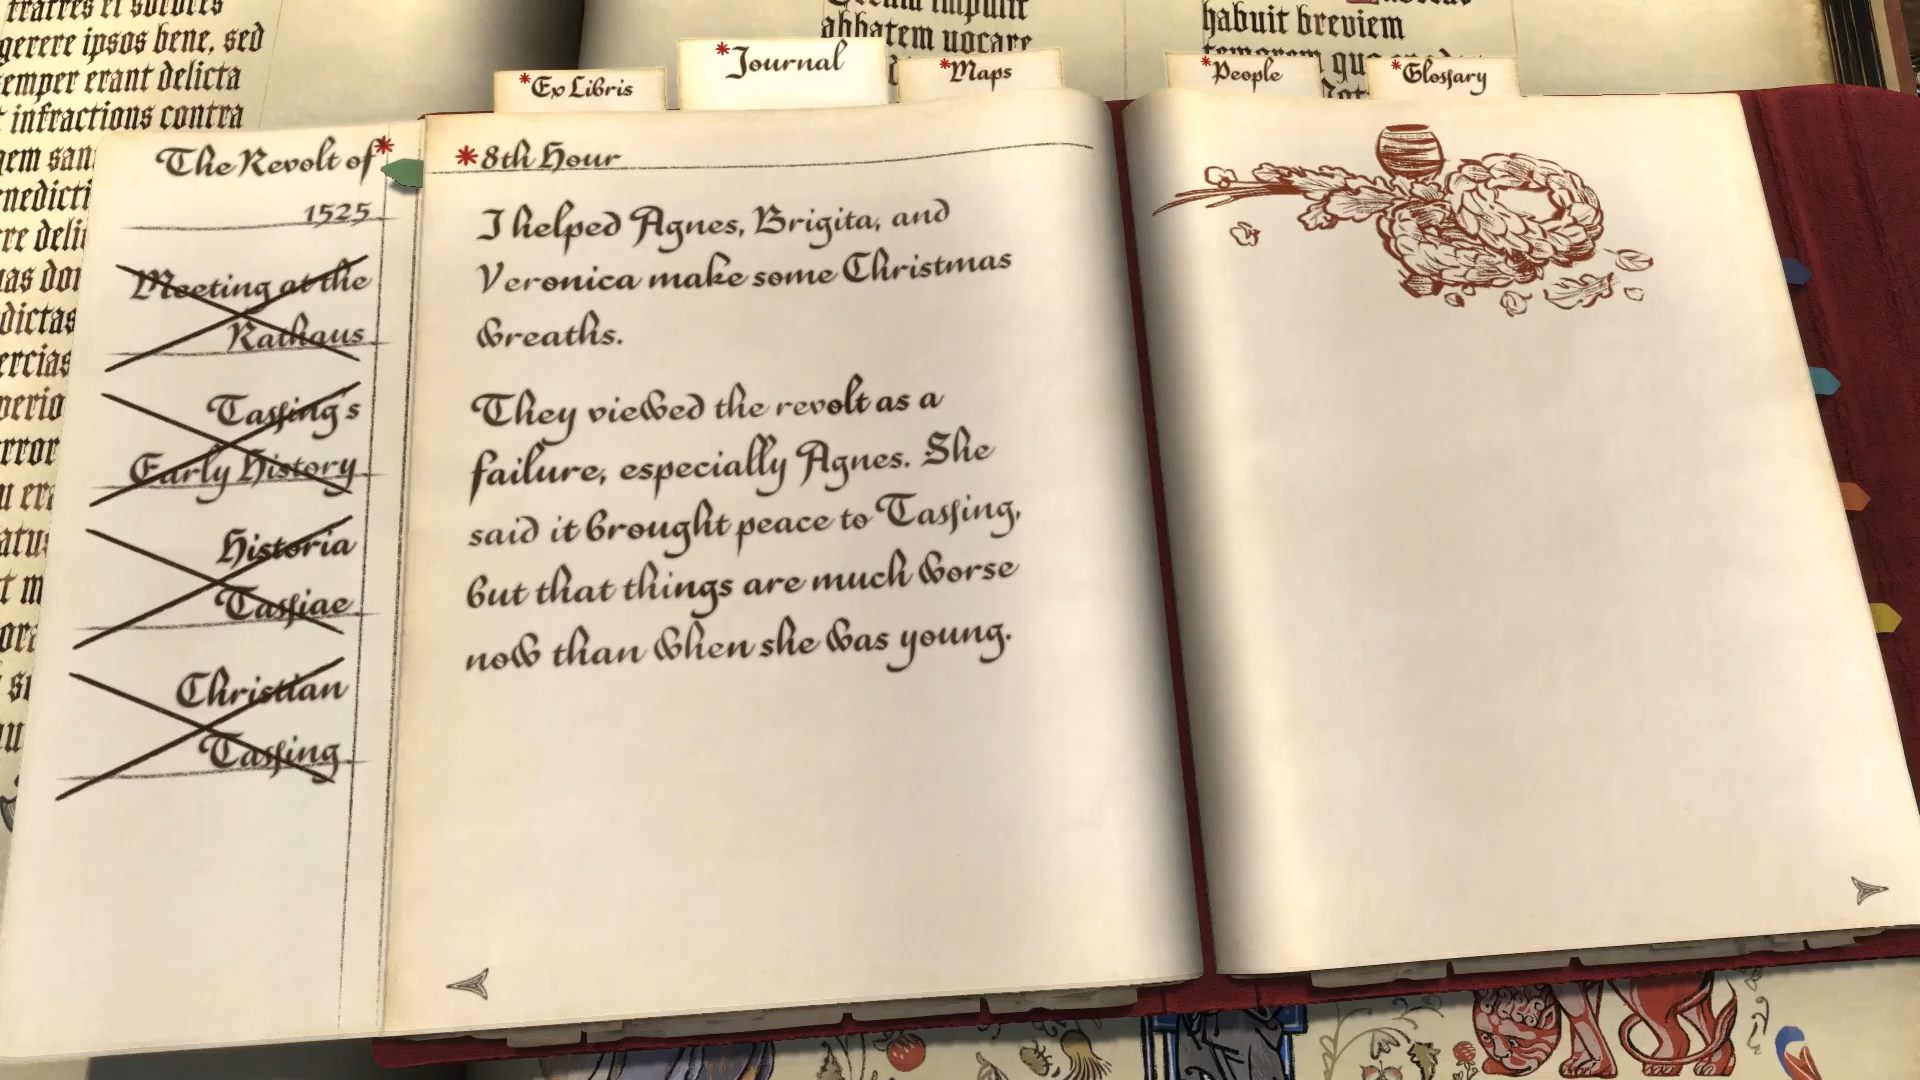 fratres et sorores
gerere ipsos bene, sed
semper erant delicta
infractions contra
abbatem uocare
habuit breviem
*Ex Libris
*Journal
*Maps
*People
*Glossary
The Revolt of*
1525
Meeting at the
Rathaus
Tassing's
Early History
Historia
Tassiae
Christian
Tassing
*8th Hour
I helped Agnes, Brigita, and
Veronica make some Christmas
wreaths.
They viewed the revolt as a
failure, especially Agnes. She
said it brought peace to Tassing,
but that things are much worse
now than when she was young.